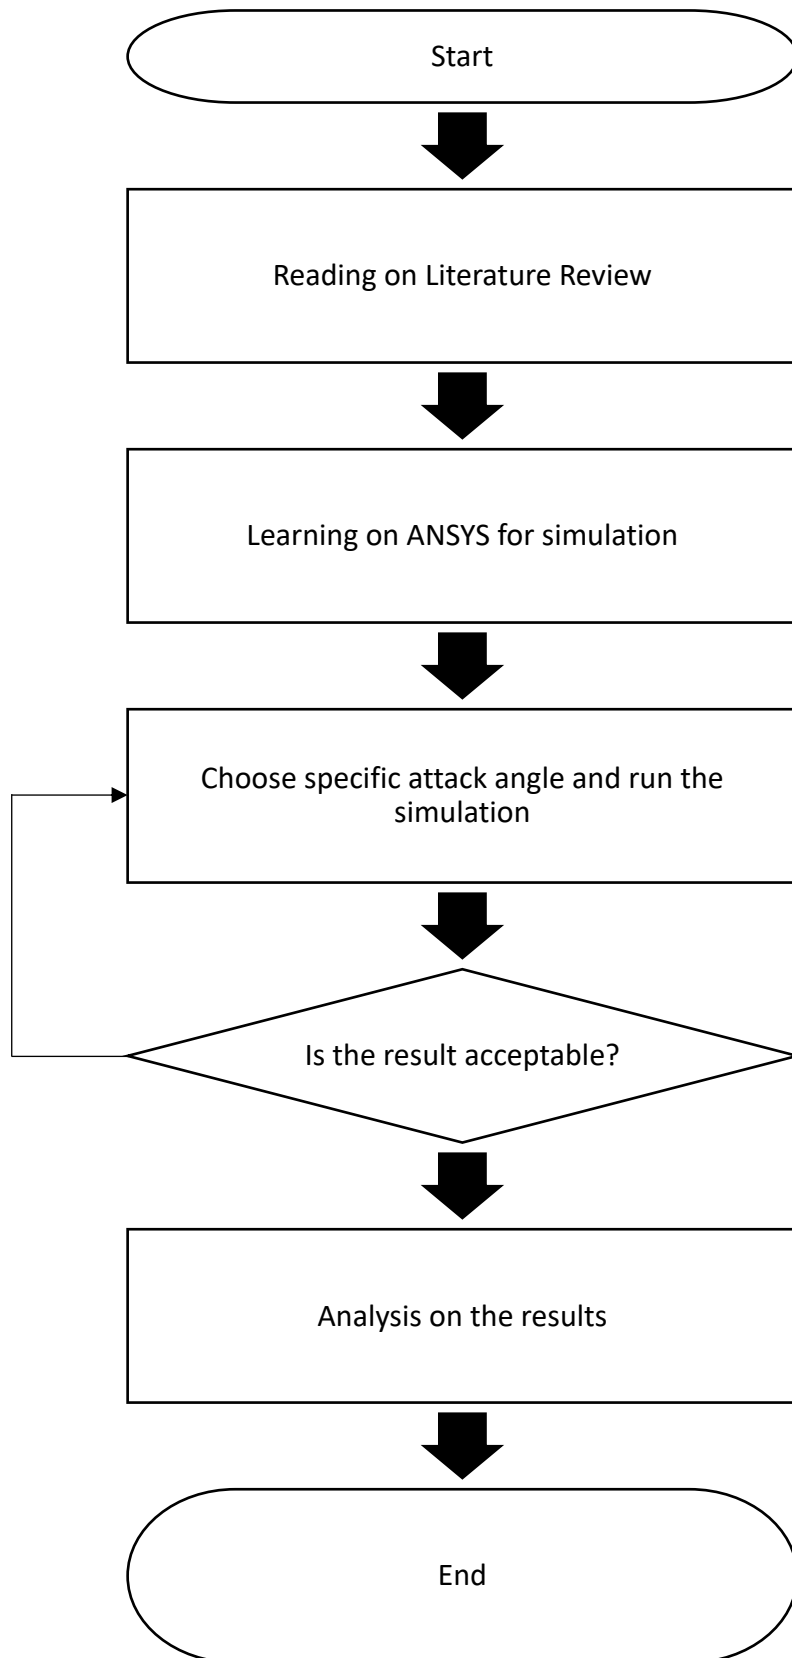 Start
Reading on Literature Review
Learning on ANSYS for simulation
Choose specific attack angle and run the
simulation
Is the result acceptable?
Analysis on the results
End